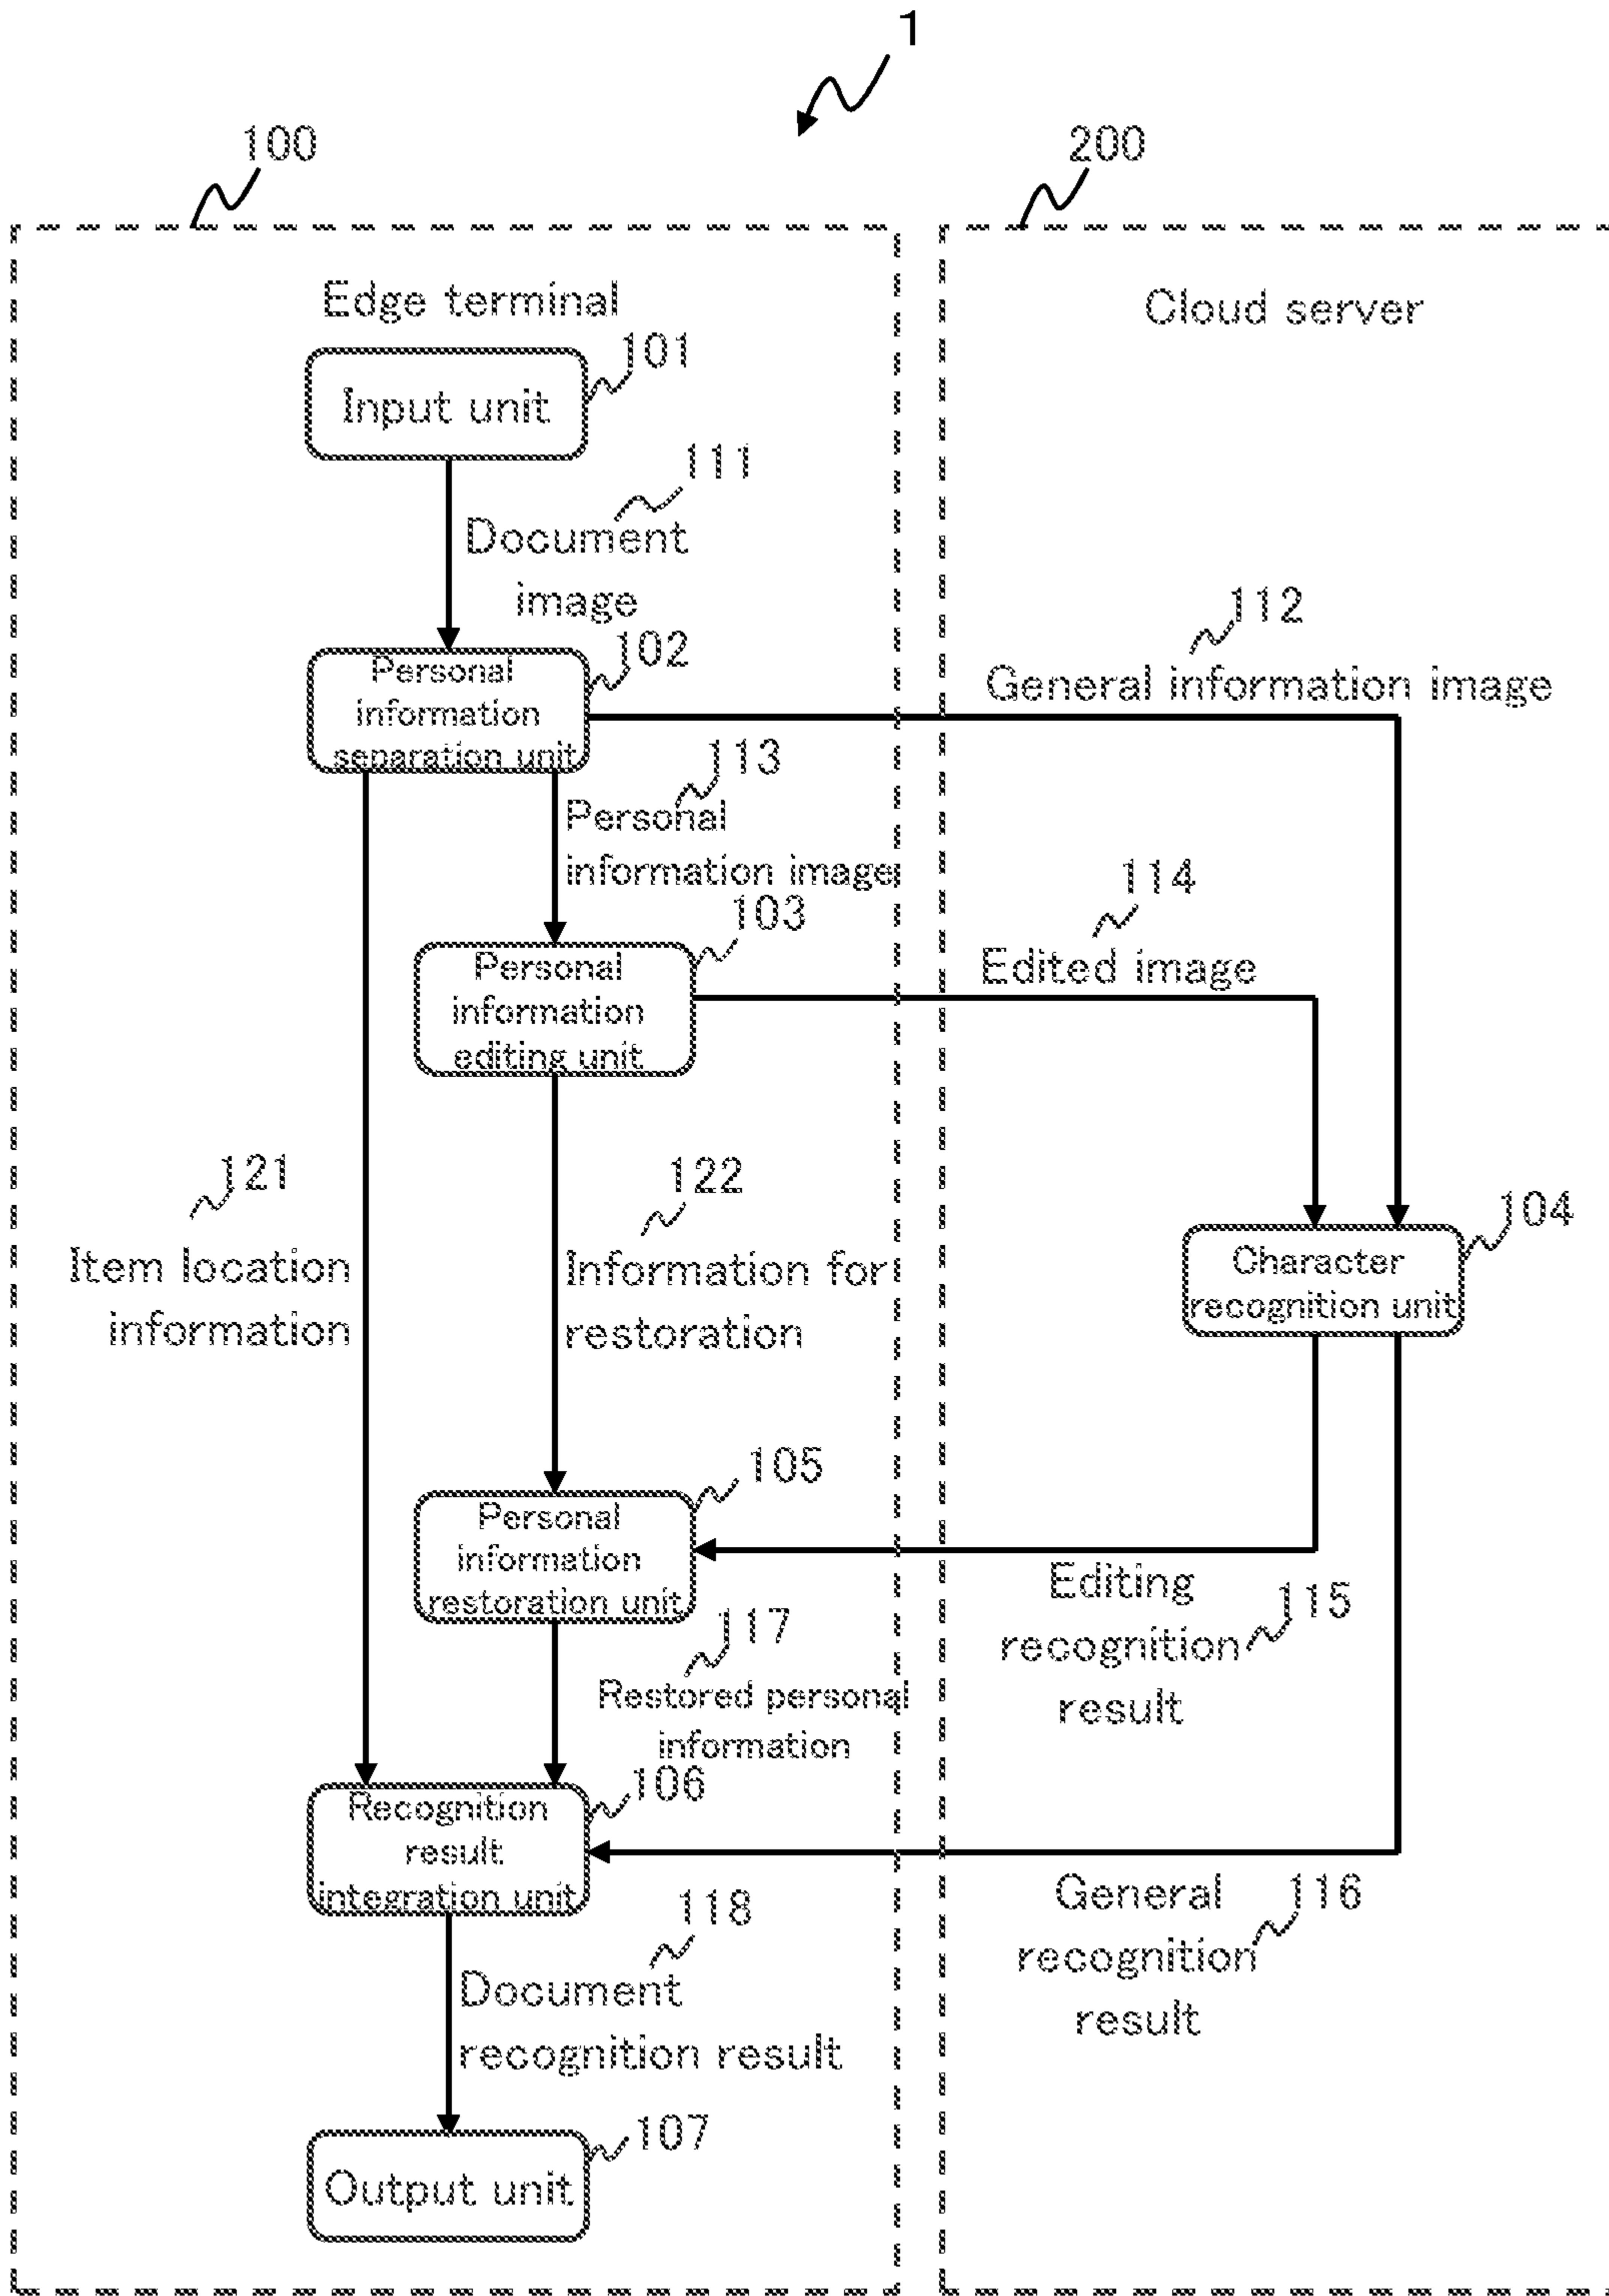 1
100
200
Edge terminal
Cloud server
101
Input unit
111
Document
image
102
Personal
information
separation unit
112
General information image
113
Personal
information image
103
Personal
information
editing unit
114
Edited image
121
Item location
information
122
Information for
restoration
104
Character
recognition unit
105
Personal
information
restoration unit
Editing
recognition
result
115
117
Restored personal
information
106
Recognition
result
integration unit
General
recognition
result
116
118
Document
recognition result
107
Output unit